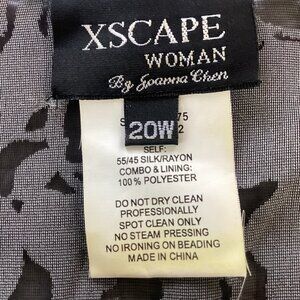 XSCAPE
WOMAN
By Joanna Chen
20W
SELF:
55/45 SILK/RAYON
COMBO & LINING:
100% POLYESTER
DO NOT DRY CLEAN
PROFESSIONALLY
SPOT CLEAN ONLY
NO STEAM PRESSING
NO IRONING ON BEADING
MADE IN CHINA